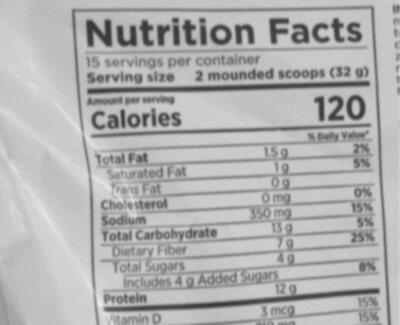 Nutrition Facts
15 servings per container
Serving size 2 mounded scoops (32 g)
Amount per serving
Calories 120
% Daily Value*
Total Fat 1.5 g 2%
Saturated Fat 1 g 5%
Trans Fat 0 g
Cholesterol 0 mg 0%
Sodium 350 mg 15%
Total Carbohydrate 13 g 5%
Dietary Fiber 7 g 25%
Total Sugars 4 g
Includes 4 g Added Sugars 8%
Protein 12 g
Vitamin D 3 mcg 15%
15%